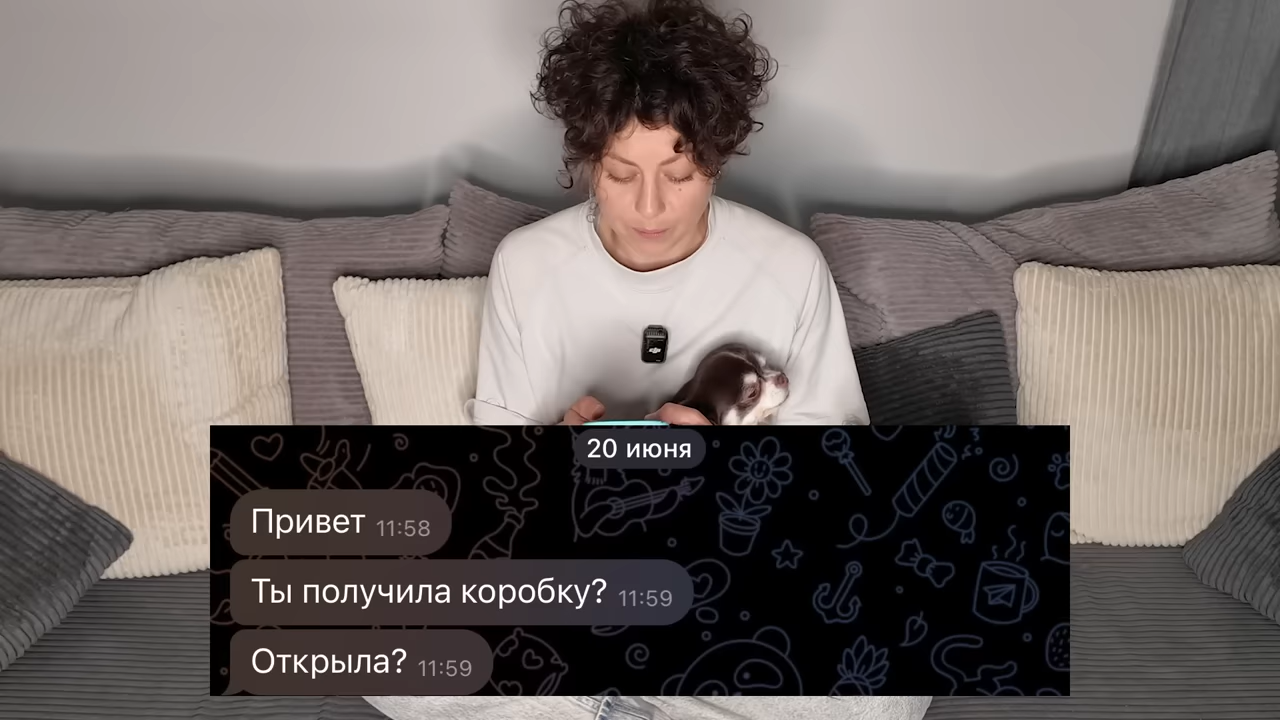 20 июня
Привет 11:58
Ты получила коробку? 11:59
Открыла? 11:59